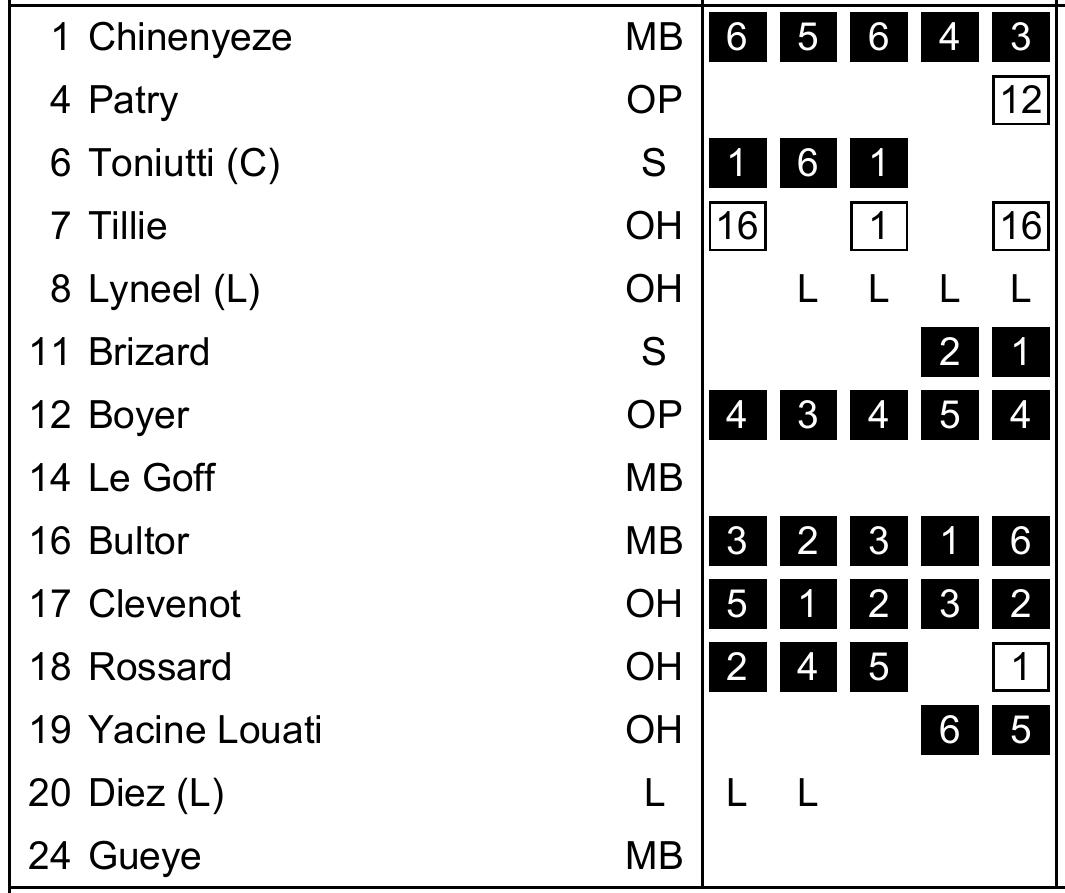 1 Chinenyeze MB 6 5 6 4 3
4 Patry OP 12
6 Toniutti (C) S 1 6 1
7 Tillie OH 16 1 16
8 Lyneel (L) OH L L L L
11 Brizard S 2 1
12 Boyer OP 4 3 4 5 4
14 Le Goff MB
16 Bultor MB 3 2 3 1 6
17 Clevenot OH 5 1 2 3 2
18 Rossard OH 2 4 5 1
19 Yacine Louati OH 6 5
20 Diez (L) L L L
24 Gueye MB